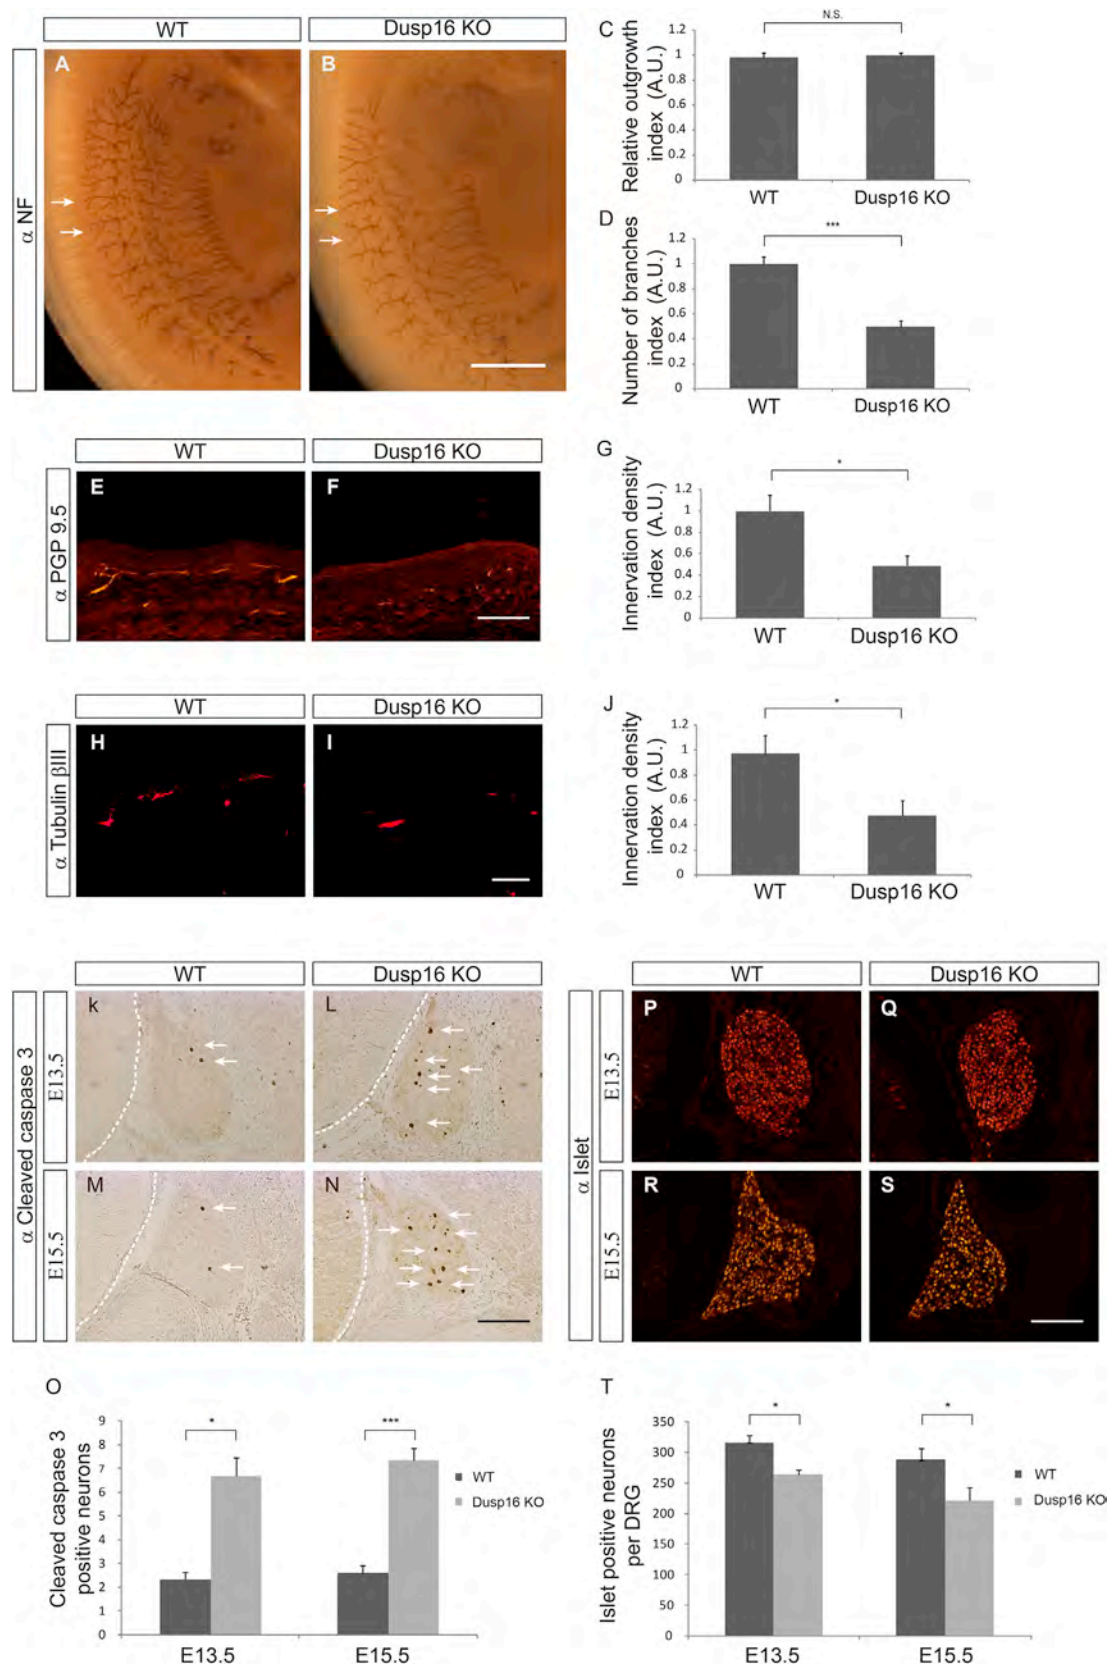 WT
Dusp16 KO
α NF
A
B
C
Relative outgrowth
index (A.U.)
N.S.
1.2
1
0.8
0.6
0.4
0.2
0
WT
Dusp16 KO
D
Number of branches
index (A.U.)
***
1.2
1
0.8
0.6
0.4
0.2
0
WT
Dusp16 KO
WT
Dusp16 KO
α PGP 9.5
E
F
G
Innervation density
index (A.U.)
*
1.2
1
0.8
0.6
0.4
0.2
0
WT
Dusp16 KO
WT
Dusp16 KO
α Tubulin βIII
H
I
J
Innervation density
index (A.U.)
*
1.2
1
0.8
0.6
0.4
0.2
0
WT
Dusp16 KO
WT
Dusp16 KO
α Cleaved caspase 3
E13.5
k
L
E15.5
M
N
WT
Dusp16 KO
α Islet
E13.5
P
Q
E15.5
R
S
O
Cleaved caspase 3
positive neurons
9
8
7
6
5
4
3
2
1
0
*
***
WT
Dusp16 KO
E13.5
E15.5
T
Islet positive neurons
per DRG
350
300
250
200
150
100
50
0
*
*
WT
Dusp16 KO
E13.5
E15.5